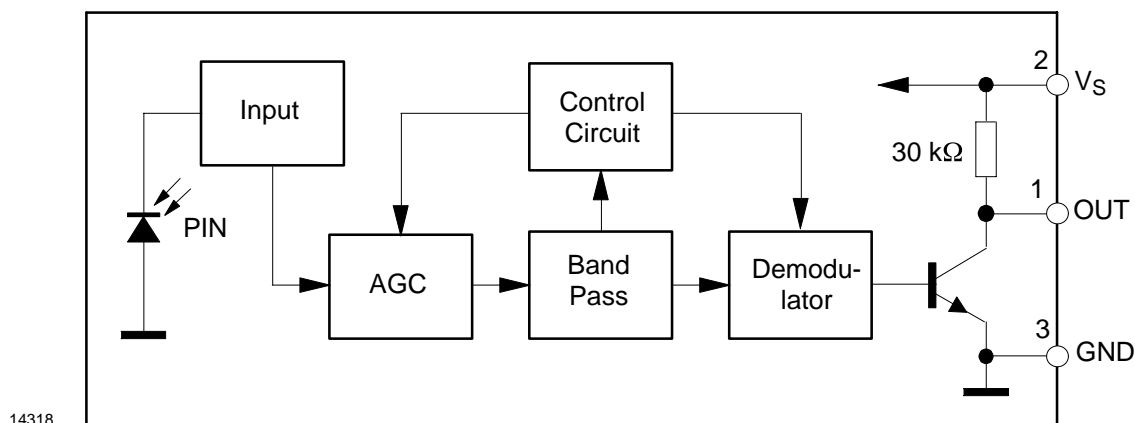 2
V_S
Input
Control
Circuit
30 kΩ
1
OUT
PIN
AGC
Band
Pass
Demodu-
lator
3
GND
14318